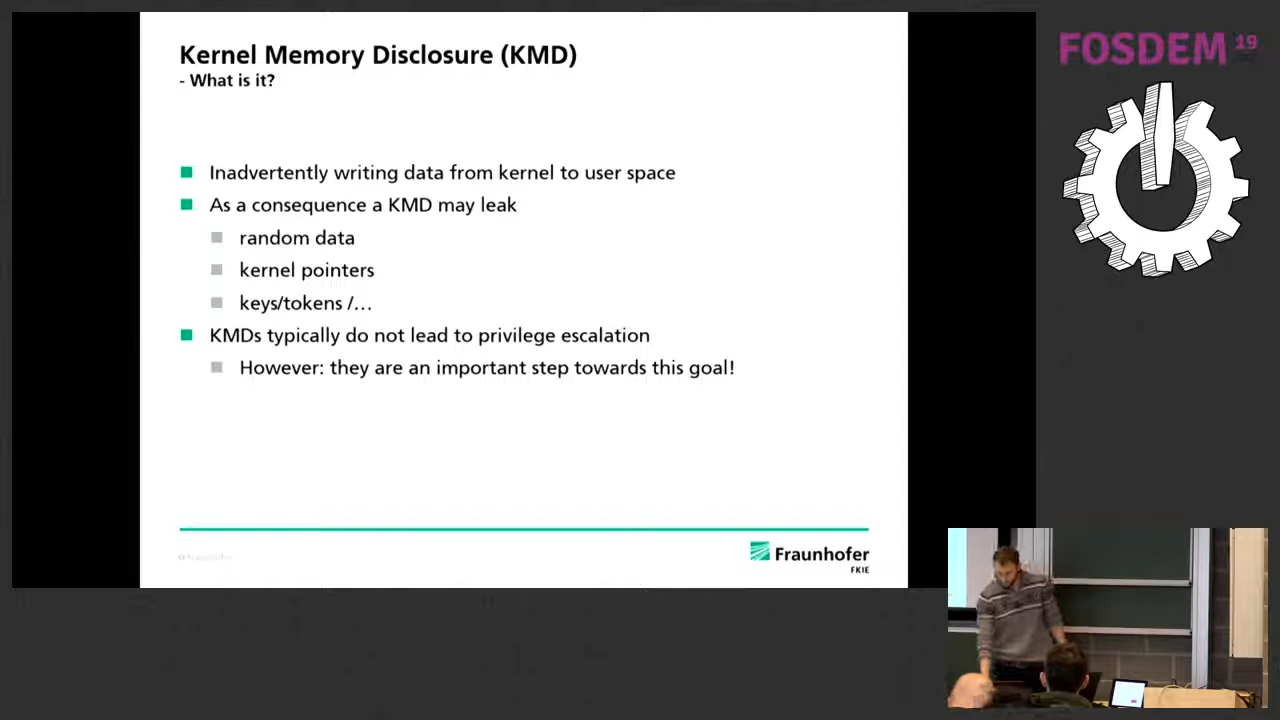 Kernel Memory Disclosure (KMD)
- What is it?
Inadvertently writing data from kernel to user space
As a consequence a KMD may leak
random data
kernel pointers
keys/tokens /...
KMDs typically do not lead to privilege escalation
However: they are an important step towards this goal!
Fraunhofer
FKIE
FOSDEM 19